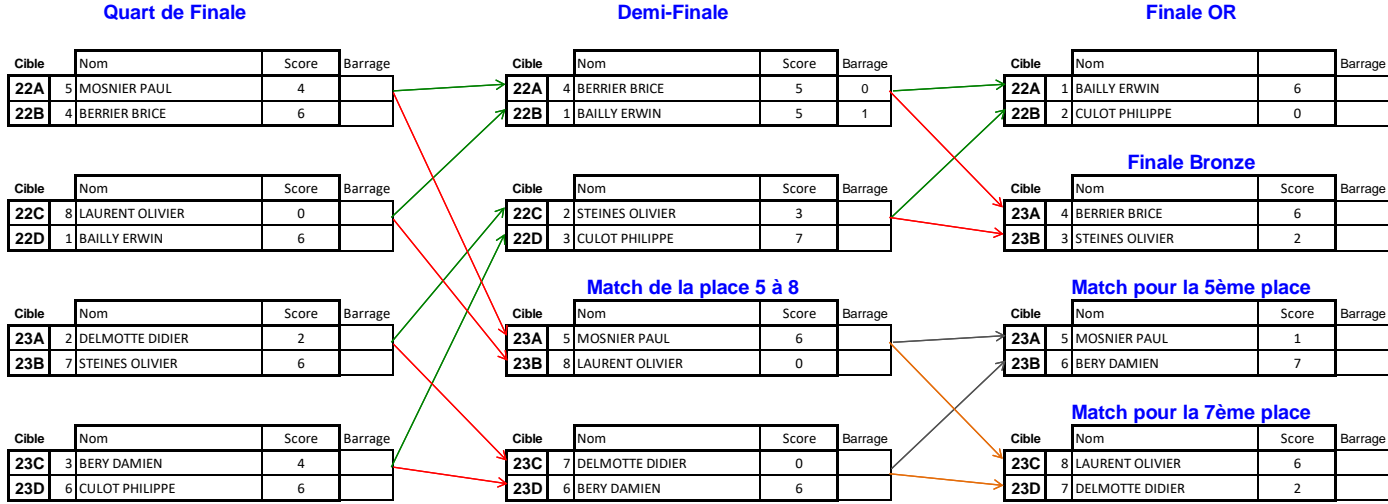 Quart de Finale Demi-Finale Finale OR
Cible Nom Score Barrage Cible Nom Score Barrage Cible Nom Barrage
22A 5 MOSNIER PAUL 4 22A 4 BERRIER BRICE 5 0 22A 1 BAILLY ERWIN 6
22B 4 BERRIER BRICE 6 22B 1 BAILLY ERWIN 5 1 22B 2 CULOT PHILIPPE 0
Finale Bronze
Cible Nom Score Barrage Cible Nom Score Barrage Cible Nom Score Barrage
22C 8 LAURENT OLIVIER 0 22C 2 STEINES OLIVIER 3 23A 4 BERRIER BRICE 6
22D 1 BAILLY ERWIN 6 22D 3 CULOT PHILIPPE 7 23B 3 STEINES OLIVIER 2
Match de la place 5 à 8 Match pour la 5ème place
Cible Nom Score Barrage Cible Nom Score Barrage Cible Nom Score Barrage
23A 2 DELMOTTE DIDIER 2 23A 5 MOSNIER PAUL 6 23A 5 MOSNIER PAUL 1
23B 7 STEINES OLIVIER 6 23B 8 LAURENT OLIVIER 0 23B 6 BERY DAMIEN 7
Match pour la 7ème place
Cible Nom Score Barrage Cible Nom Score Barrage Cible Nom Score Barrage
23C 3 BERY DAMIEN 4 23C 7 DELMOTTE DIDIER 0 23C 8 LAURENT OLIVIER 6
23D 6 CULOT PHILIPPE 6 23D 6 BERY DAMIEN 6 23D 7 DELMOTTE DIDIER 2